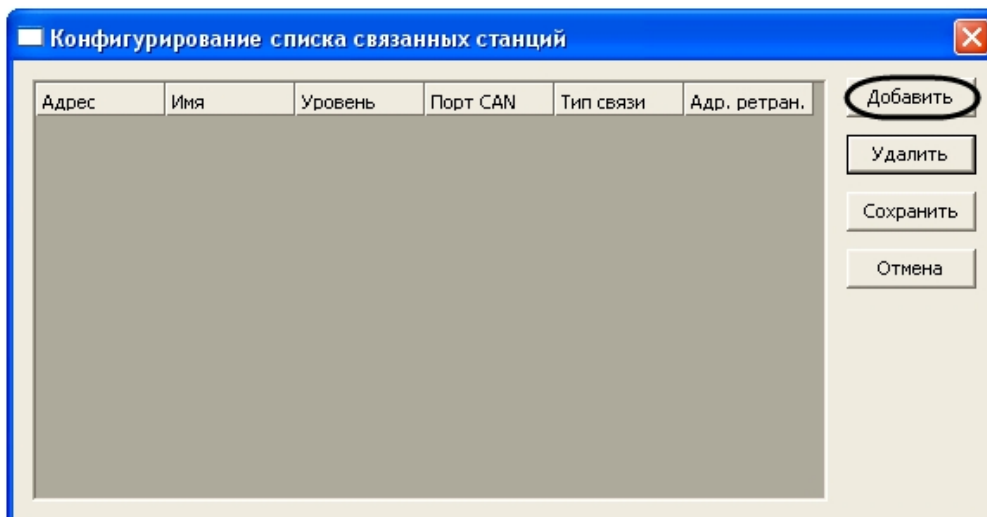 Конфигурирование списка связанных станций
Адрес Имя Уровень Порт CAN Тип связи Адр. ретран.
Добавить
Удалить
Сохранить
Отмена